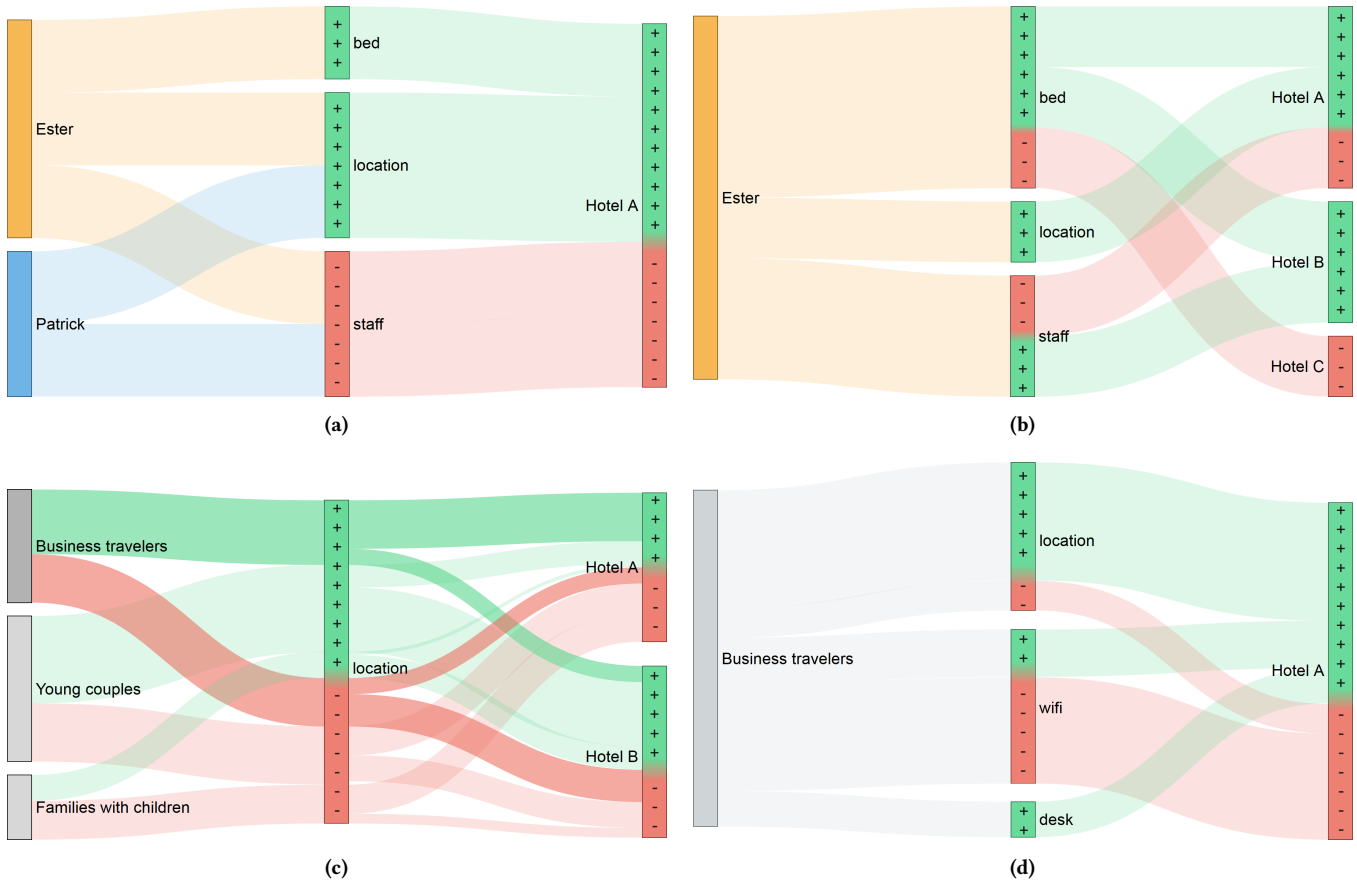 Ester
Patrick
+ + + bed
+ + + + + + + location
- - - - - - - staff
+ + + + + + + + + + + Hotel A - - - - - - -
(a)
Ester
+ + + + + + bed - - -
+ + + location
- - - staff + + +
+ + + + + + Hotel A - - -
+ + + + + + Hotel B
- - - Hotel C
(b)
Business travelers
Young couples
Families with children
+ + + + + + + + + location - - - - - - -
+ + + + Hotel A - - -
+ + + + + Hotel B - - -
(c)
Business travelers
+ + + + + location - -
+ + wifi - - - - -
+ + desk
+ + + + + + + + + + Hotel A - - - - - - -
(d)